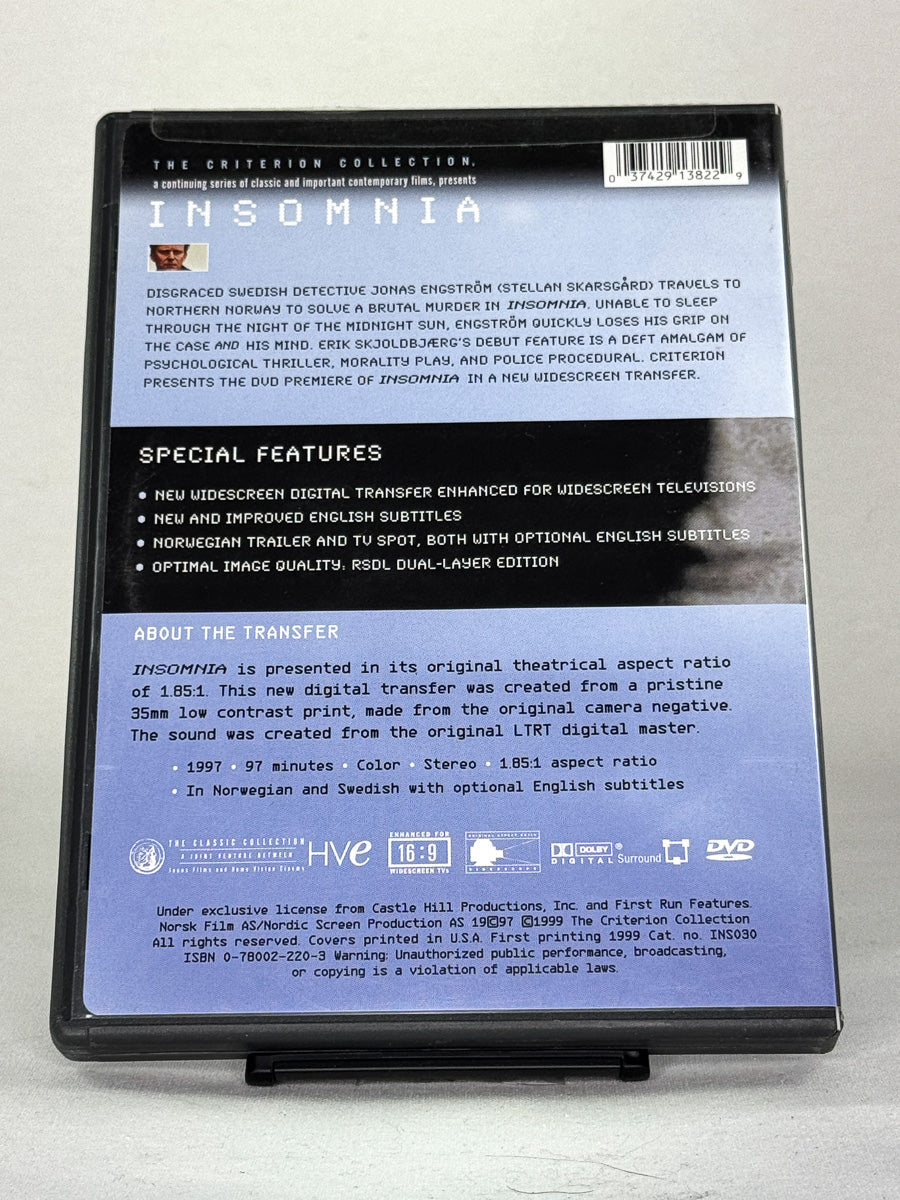 THE CRITERION COLLECTION,
a continuing series of classic and important contemporary films, presents
0 37429 13822 9
INSOMNIA
DISGRACED SWEDISH DETECTIVE JONAS ENGSTRÖM (STELLAN SKARSGÅRD) TRAVELS TO
NORTHERN NORWAY TO SOLVE A BRUTAL MURDER IN INSOMNIA. UNABLE TO SLEEP
THROUGH THE NIGHT OF THE MIDNIGHT SUN, ENGSTRÖM QUICKLY LOSES HIS GRIP ON
THE CASE AND HIS MIND. ERIK SKJOLDBJÆRG'S DEBUT FEATURE IS A DEFT AMALGAM OF
PSYCHOLOGICAL THRILLER, MORALITY PLAY, AND POLICE PROCEDURAL. CRITERION
PRESENTS THE DVD PREMIERE OF INSOMNIA IN A NEW WIDESCREEN TRANSFER.
SPECIAL FEATURES
• NEW WIDESCREEN DIGITAL TRANSFER ENHANCED FOR WIDESCREEN TELEVISIONS
• NEW AND IMPROVED ENGLISH SUBTITLES
• NORWEGIAN TRAILER AND TV SPOT, BOTH WITH OPTIONAL ENGLISH SUBTITLES
• OPTIMAL IMAGE QUALITY: RSDL DUAL-LAYER EDITION
ABOUT THE TRANSFER
INSOMNIA is presented in its original theatrical aspect ratio
of 1.85:1. This new digital transfer was created from a pristine
35mm low contrast print, made from the original camera negative.
The sound was created from the original LTRT digital master.
• 1997 • 97 minutes • Color • Stereo • 1.85:1 aspect ratio
• In Norwegian and Swedish with optional English subtitles
THE CLASSIC COLLECTION
A JOINT VENTURE BETWEEN
Janus Films and Home Vision Cinema
HVe
ENHANCED FOR
16:9
WIDESCREEN TVs
ORIGINAL ASPECT RATIO
DOLBY
DIGITAL Surround
DVD
Under exclusive license from Castle Hill Productions, Inc. and First Run Features.
Norsk Film AS/Nordic Screen Production AS 19©97 ©1999 The Criterion Collection
All rights reserved. Covers printed in U.S.A. First printing 1999 Cat. no. INS030
ISBN 0-78002-220-3 Warning: Unauthorized public performance, broadcasting,
or copying is a violation of applicable laws.